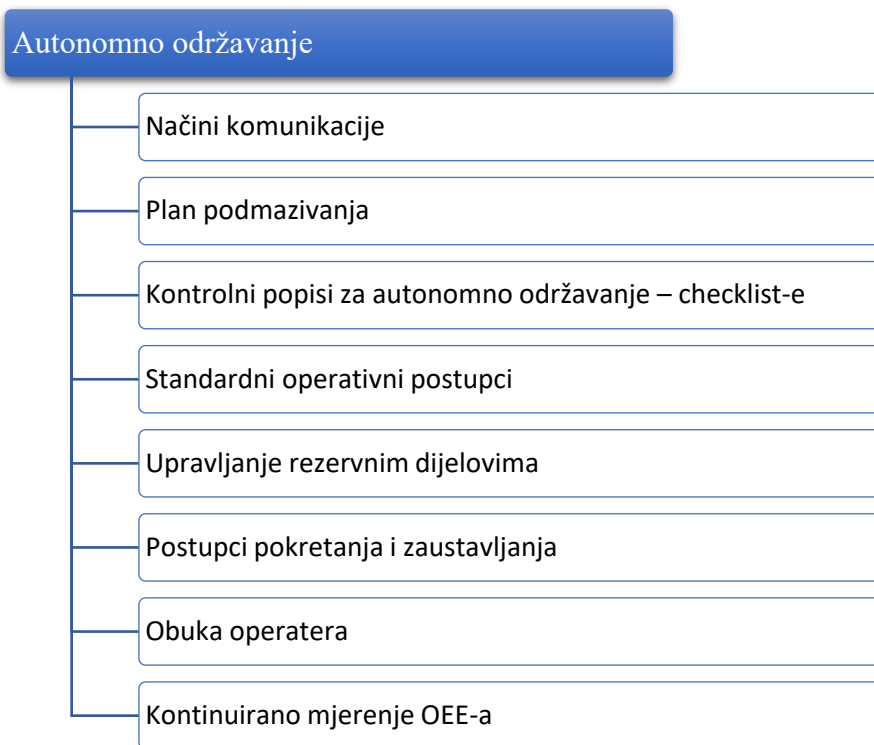 Autonomno održavanje
Načini komunikacije
Plan podmazivanja
Kontrolni popisi za autonomno održavanje – checklist-e
Standardni operativni postupci
Upravljanje rezervnim dijelovima
Postupci pokretanja i zaustavljanja
Obuka operatera
Kontinuirano mjerenje OEE-a